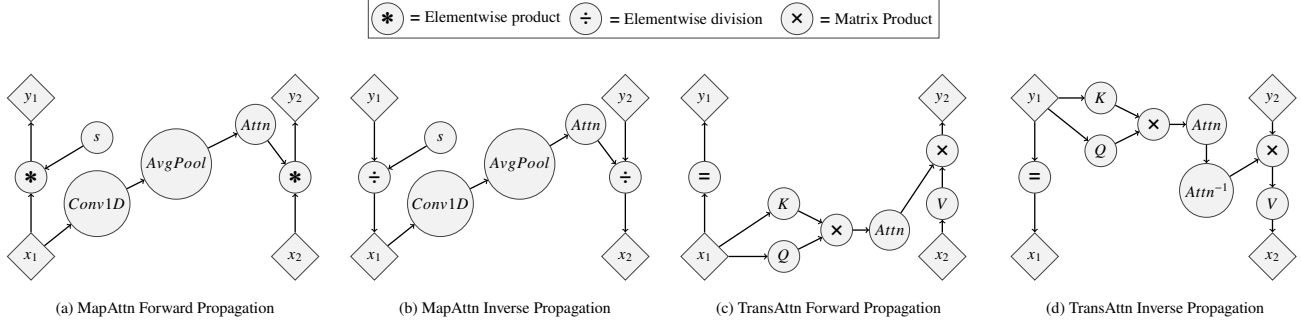 * = Elementwise product ÷ = Elementwise division × = Matrix Product
y₁ y₂ y₁ y₂ y₁ y₂ y₁ K y₂
s Attn s Attn × Attn ×
AvgPool AvgPool × Q
* * ÷ ÷ = = Attn⁻¹
Conv1D Conv1D K V V
× Attn
x₁ x₂ x₁ x₂ x₁ Q x₂ x₁ x₂
(a) MapAttn Forward Propagation (b) MapAttn Inverse Propagation (c) TransAttn Forward Propagation (d) TransAttn Inverse Propagation